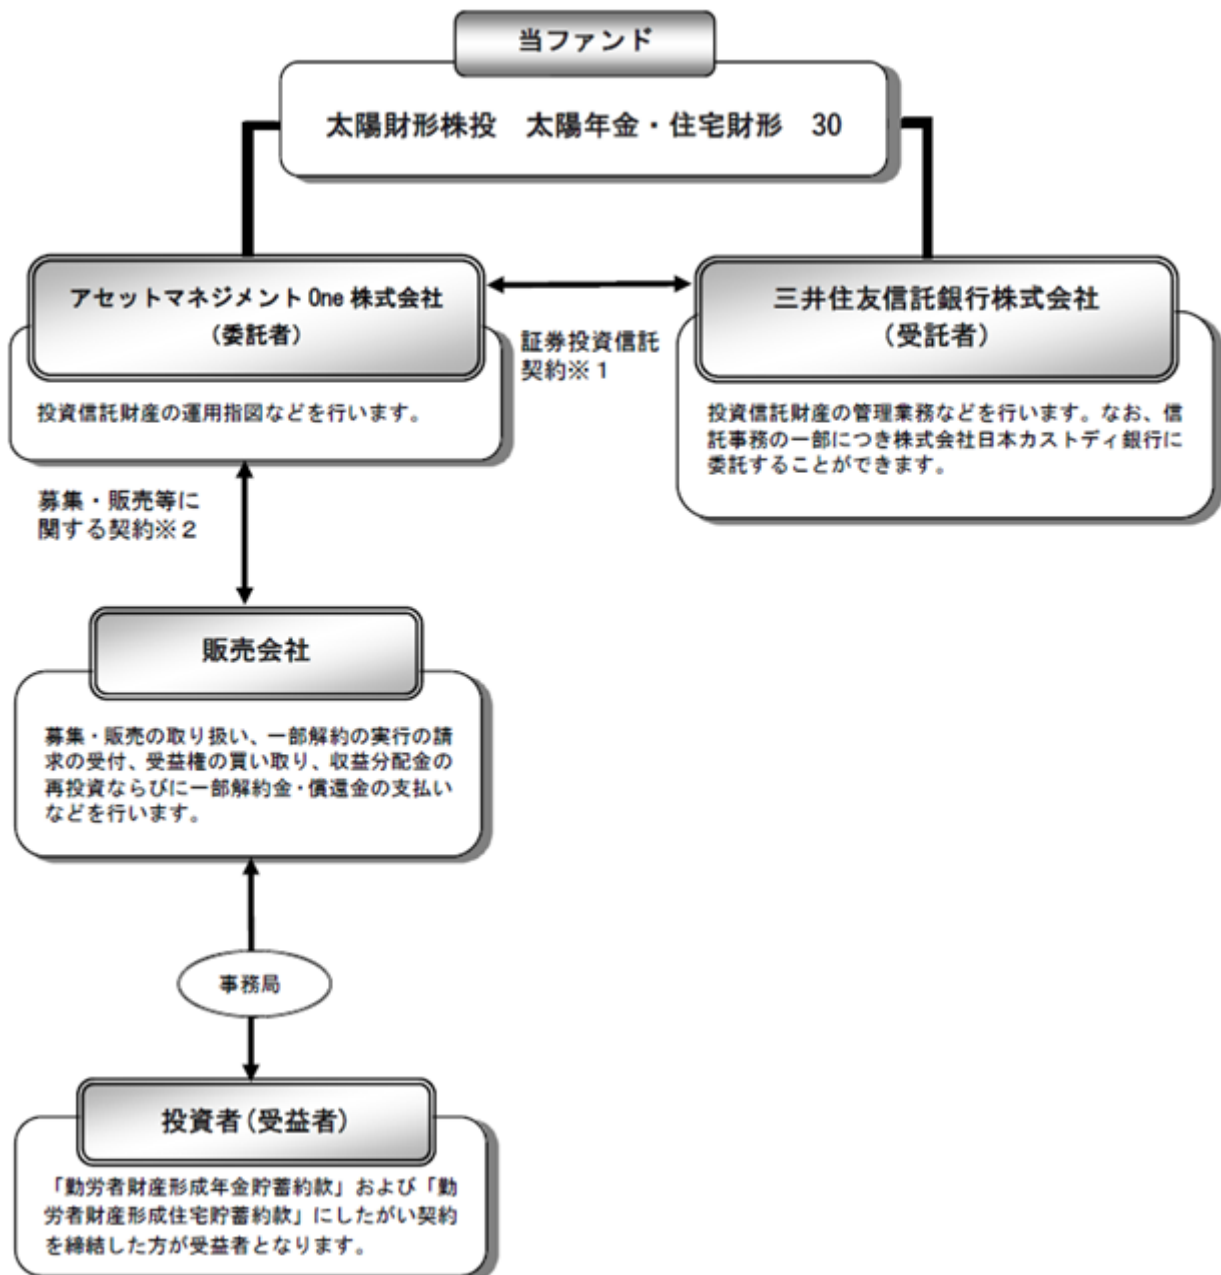 当ファンド
太陽財形株投　太陽年金・住宅財形　30
アセットマネジメント One 株式会社
（委託者）
投資信託財産の運用指図などを行います。
証券投資信託
契約※１
三井住友信託銀行株式会社
（受託者）
投資信託財産の管理業務などを行います。なお、信
託事務の一部につき株式会社日本カストディ銀行に
委託することができます。
募集・販売等に
関する契約※２
販売会社
募集・販売の取り扱い、一部解約の実行の請
求の受付、受益権の買い取り、収益分配金の
再投資ならびに一部解約金・償還金の支払い
などを行います。
事務局
投資者（受益者）
「勤労者財産形成年金貯蓄約款」および「勤
労者財産形成住宅貯蓄約款」にしたがい契約
を締結した方が受益者となります。